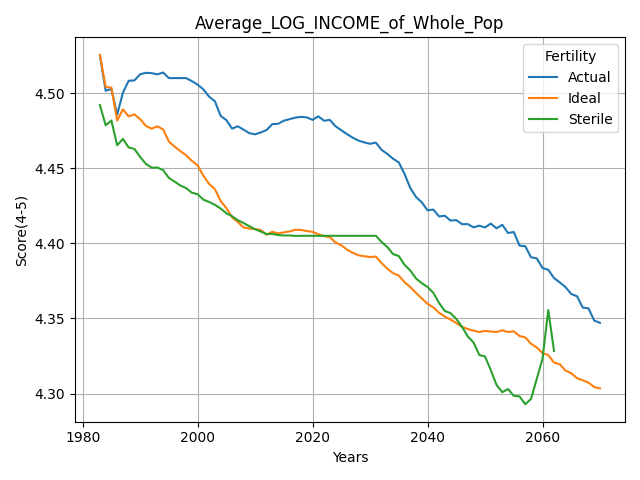 Average_LOG_INCOME_of_Whole_Pop
Fertility
Actual
Ideal
Sterile
Score(4-5)
4.50
4.45
4.40
4.35
4.30
1980
2000
2020
2040
2060
Years